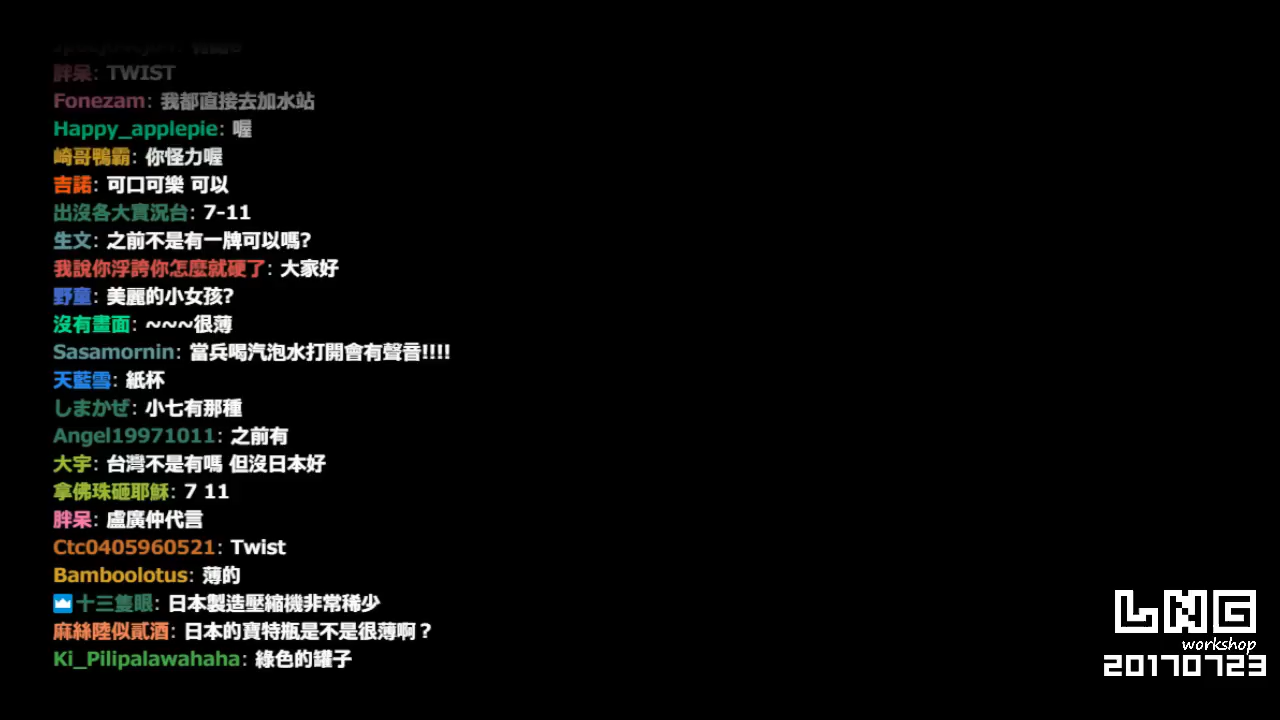 胖呆: TWIST
Fonezam: 我都直接去加水站
Happy_applepie: 喔
崎哥鴨霸: 你怪力喔
吉諾: 可口可樂 可以
出沒各大實況台: 7-11
生文: 之前不是有一牌可以嗎?
我說你浮誇你怎麼就硬了: 大家好
野童: 美麗的小女孩?
沒有畫面: ~~~很薄
Sasamornin: 當兵喝汽泡水打開會有聲音!!!!
天藍雪: 紙杯
しまかぜ: 小七有那種
Angel19971011: 之前有
大宇: 台灣不是有嗎 但沒日本好
拿佛珠砸耶穌: 7 11
胖呆: 盧廣仲代言
Ctc0405960521: Twist
Bamboolotus: 薄的
十三隻眼: 日本製造壓縮機非常稀少
麻絲陸似貳酒: 日本的寶特瓶是不是很薄啊？
Ki_Pilipalawahaha: 綠色的罐子
LNG
workshop
20170723